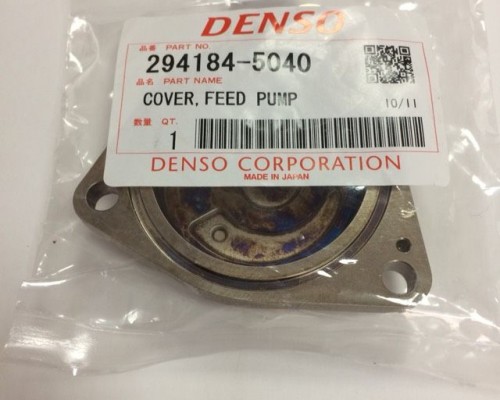 DENSO
品番 PART NO.
294184-5040
品名 PART NAME
COVER, FEED PUMP 10/11
数量 QT.
1
DENSO CORPORATION
MADE IN JAPAN